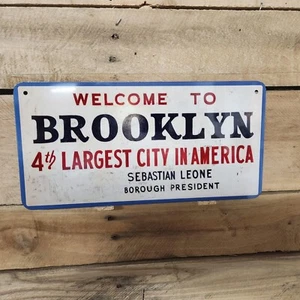 WELCOME TO
BROOKLYN
4th LARGEST CITY IN AMERICA
SEBASTIAN LEONE
BOROUGH PRESIDENT